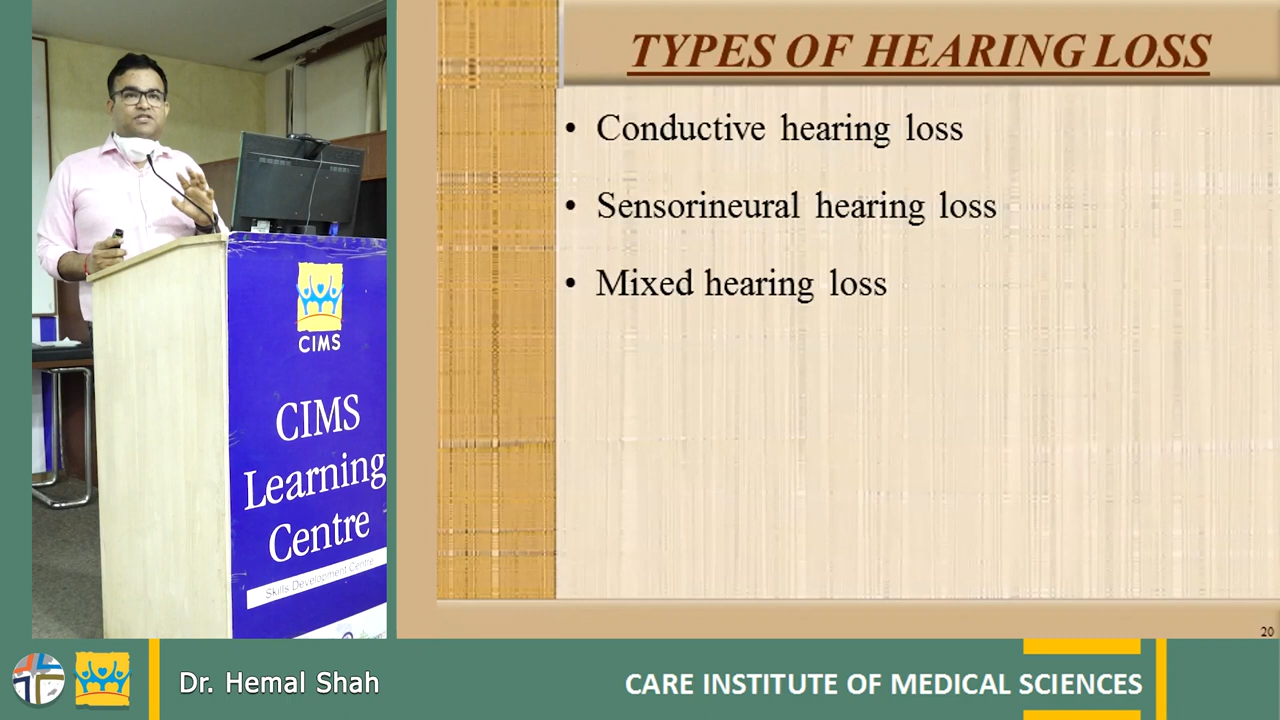 TYPES OF HEARING LOSS
• Conductive hearing loss
• Sensorineural hearing loss
• Mixed hearing loss
CIMS
CIMS
Learning
Centre
Skills Development Centre
20
Dr. Hemal Shah
CARE INSTITUTE OF MEDICAL SCIENCES